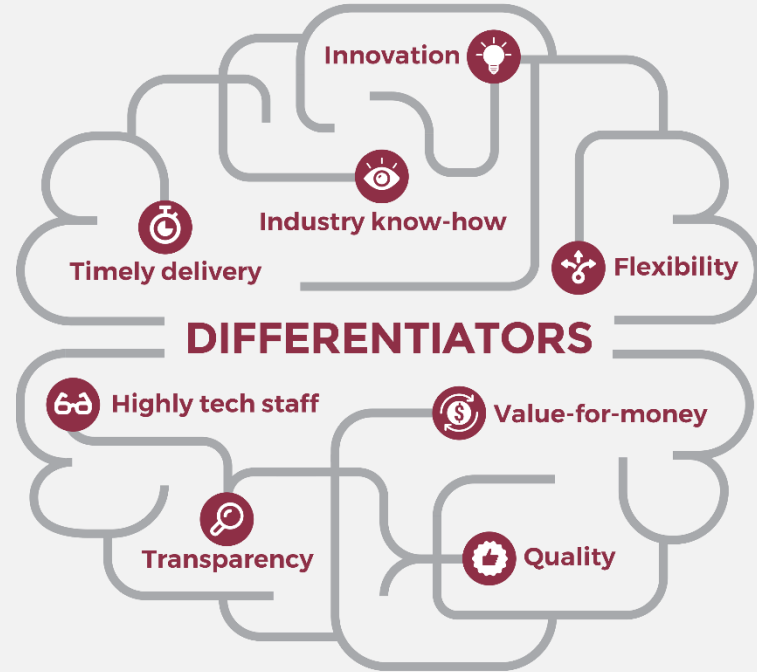 Innovation
Industry know-how
Timely delivery
Flexibility
DIFFERENTIATORS
Highly tech staff
Value-for-money
Transparency
Quality